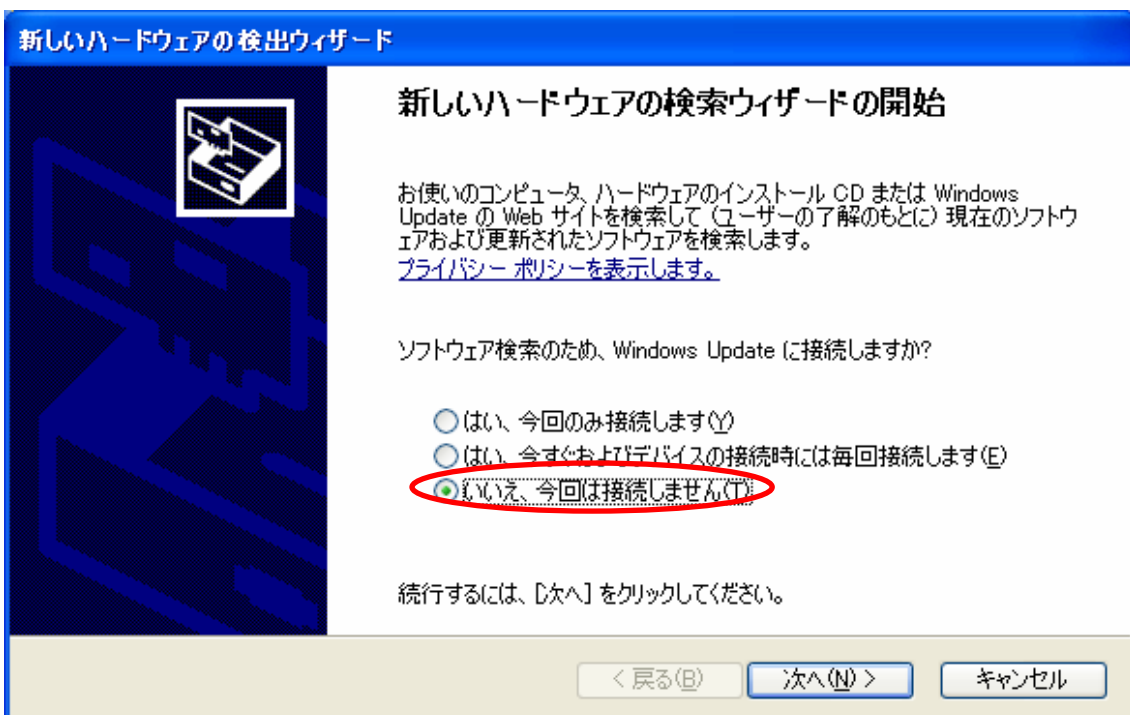 新しいハードウェアの検出ウィザード
新しいハードウェアの検索ウィザードの開始
お使いのコンピュータ、ハードウェアのインストール CD または Windows
Update の Web サイトを検索して (ユーザーの了解のもとに) 現在のソフトウ
ェアおよび更新されたソフトウェアを検索します。
プライバシー ポリシーを表示します。
ソフトウェア検索のため、Windows Update に接続しますか?
はい、今回のみ接続します(Y)
はい、今すぐおよびデバイスの接続時には毎回接続します(E)
いいえ、今回は接続しません(T)
続行するには、[次へ] をクリックしてください。
< 戻る(B) 次へ(N) > キャンセル